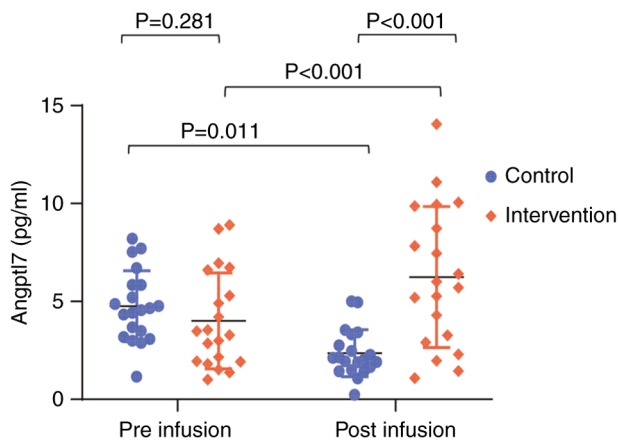 P=0.281
P<0.001
P<0.001
P=0.011
15
10
5
0
Angptl7 (pg/ml)
Control
Intervention
Pre infusion
Post infusion